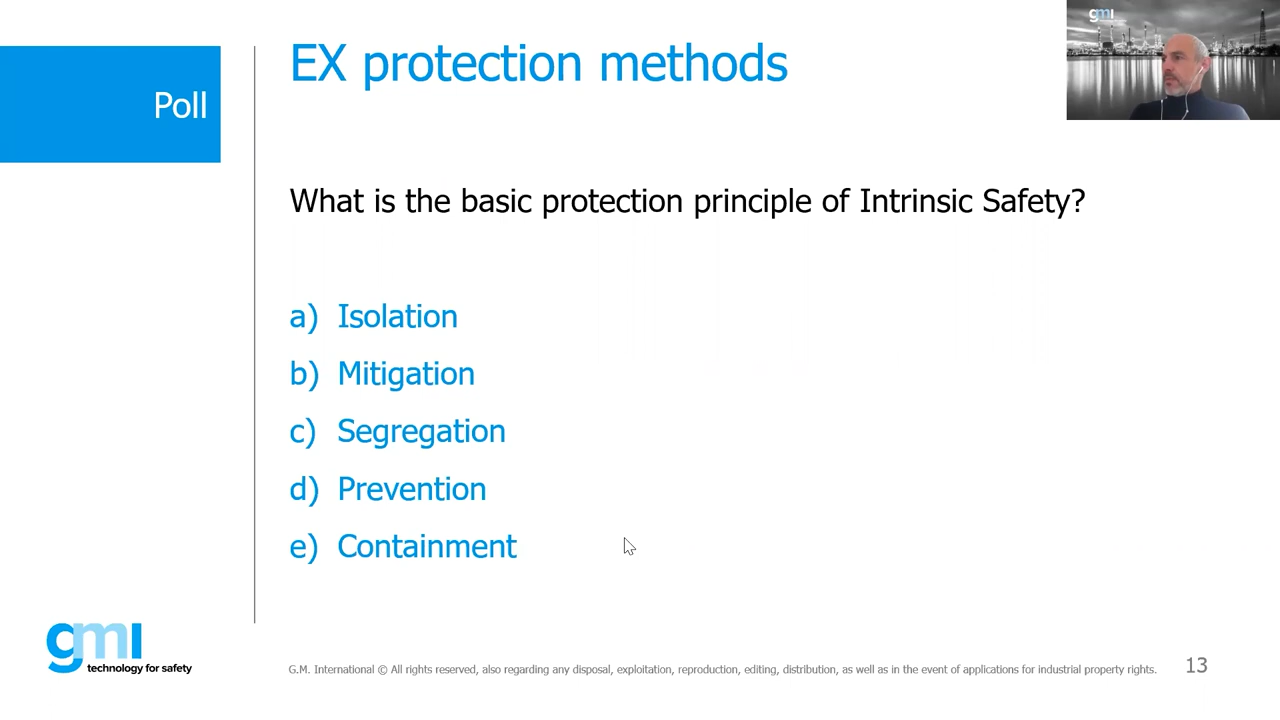 gmi
EX protection methods
Poll
What is the basic protection principle of Intrinsic Safety?
a) Isolation
b) Mitigation
c) Segregation
d) Prevention
e) Containment
gmi
technology for safety
G.M. International © All rights reserved, also regarding any disposal, exploitation, reproduction, editing, distribution, as well as in the event of applications for industrial property rights.
13